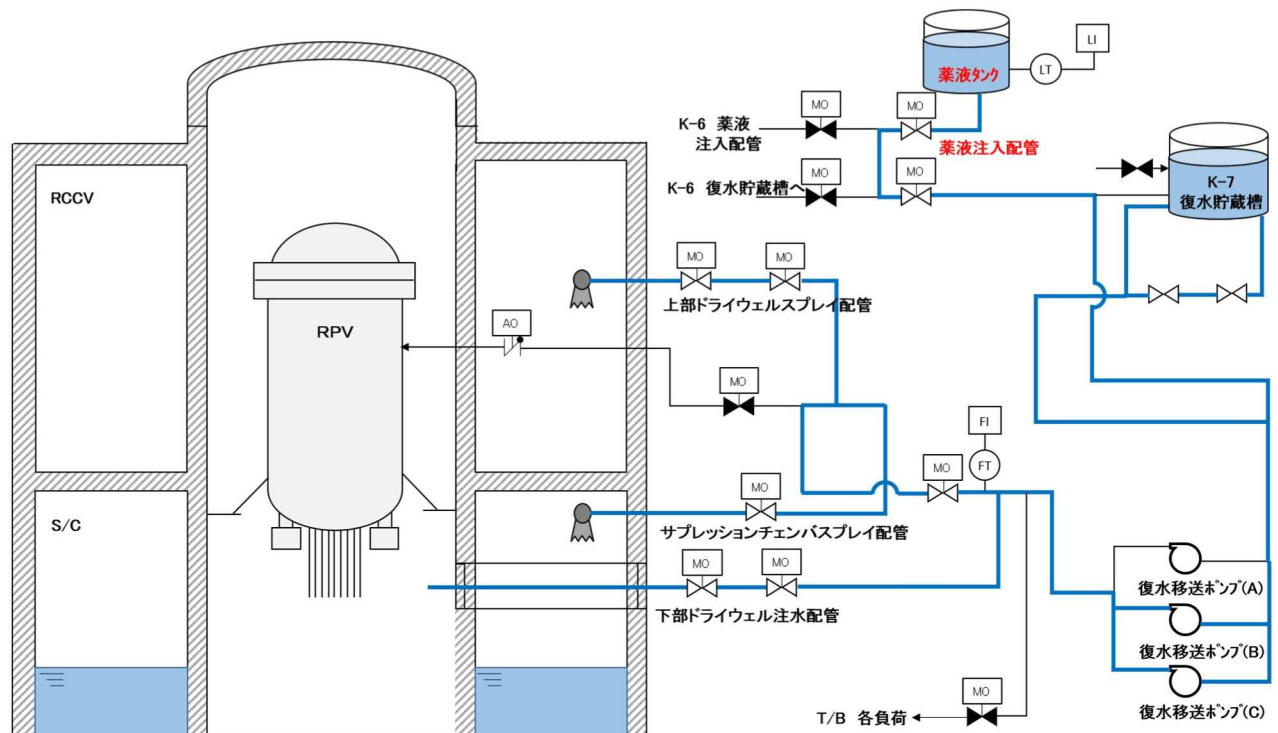 LI
薬液タンク
LT
MO
MO
K-6 薬液
注入配管
薬液注入配管
MO
MO
K-6 復水貯蔵槽へ
K-7
復水貯蔵槽
RCCV
MO
MO
上部ドライウェルスプレイ配管
AO
RPV
MO
FI
FT
MO
MO
S/C
サプレッションチェンバスプレイ配管
MO
MO
下部ドライウェル注水配管
復水移送ポンプ(A)
復水移送ポンプ(B)
復水移送ポンプ(C)
MO
T/B 各負荷